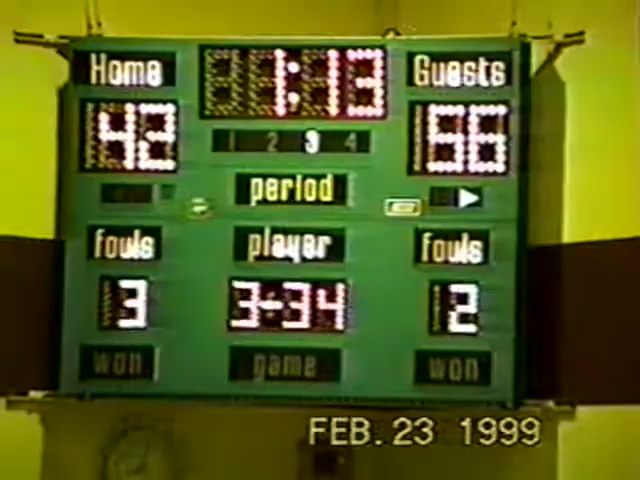 Home 1:13 Guests
42 1 2 3 4 66
period
fouls player fouls
3 3-34 2
won game won
FEB. 23 1999